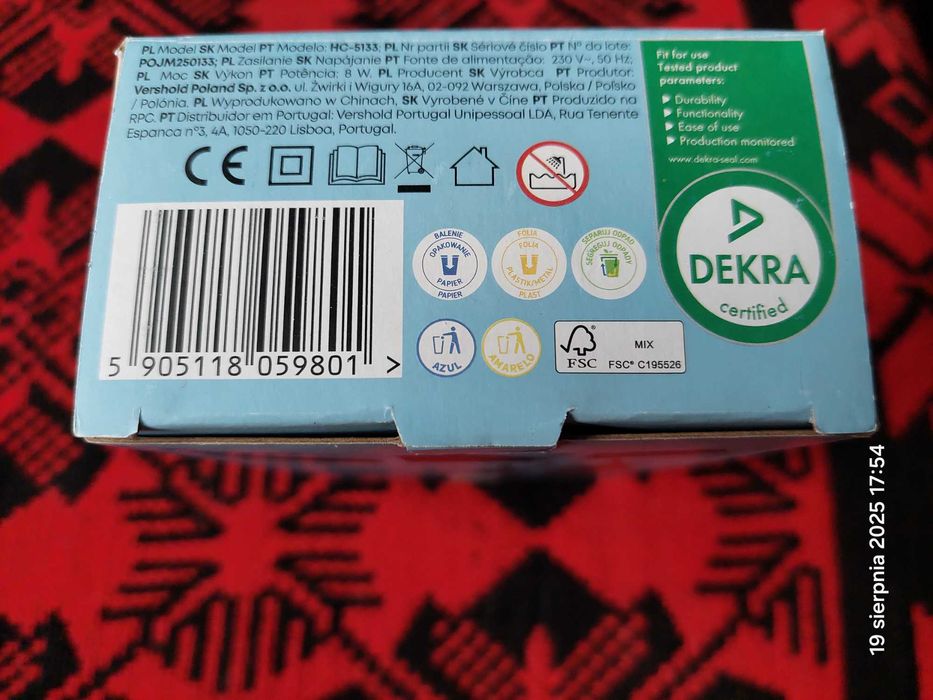 PL Model SK Model PT Modelo: HC-5133; PL Nr partii SK Sériové číslo PT Nº do lote:
POJM250133; PL Zasilanie SK Napájanie PT Fonte de alimentação: 230 V~, 50 Hz;
PL Moc SK Výkon PT Potência: 8 W. PL Producent SK Výrobca PT Produtor:
Vershold Poland Sp. z o.o. ul. Żwirki i Wigury 16A, 02-092 Warszawa, Polska / Poľsko
/ Polónia. PL Wyprodukowano w Chinach, SK Vyrobené v Číne PT Produzido na
RPC. PT Distribuidor em Portugal: Vershold Portugal Unipessoal LDA, Rua Tenente
Espanca nº3, 4A, 1050-220 Lisboa, Portugal.
Fit for use
Tested product
parameters:
Durability
Functionality
Ease of use
Production monitored
www.dekra-seal.com
DEKRA
certified
CE
BALENIE
OPAKOWANIE
PAPIER
PAPIER
FOLIA
FÓLIA
PLASTIK/METAL
PLAST
SEPARUJ ODPAD
SEGREGUJ ODPADY
AZUL
AMARELO
FSC
MIX
FSC® C195526
5 905118 059801 >
19 sierpnia 2025 17:54